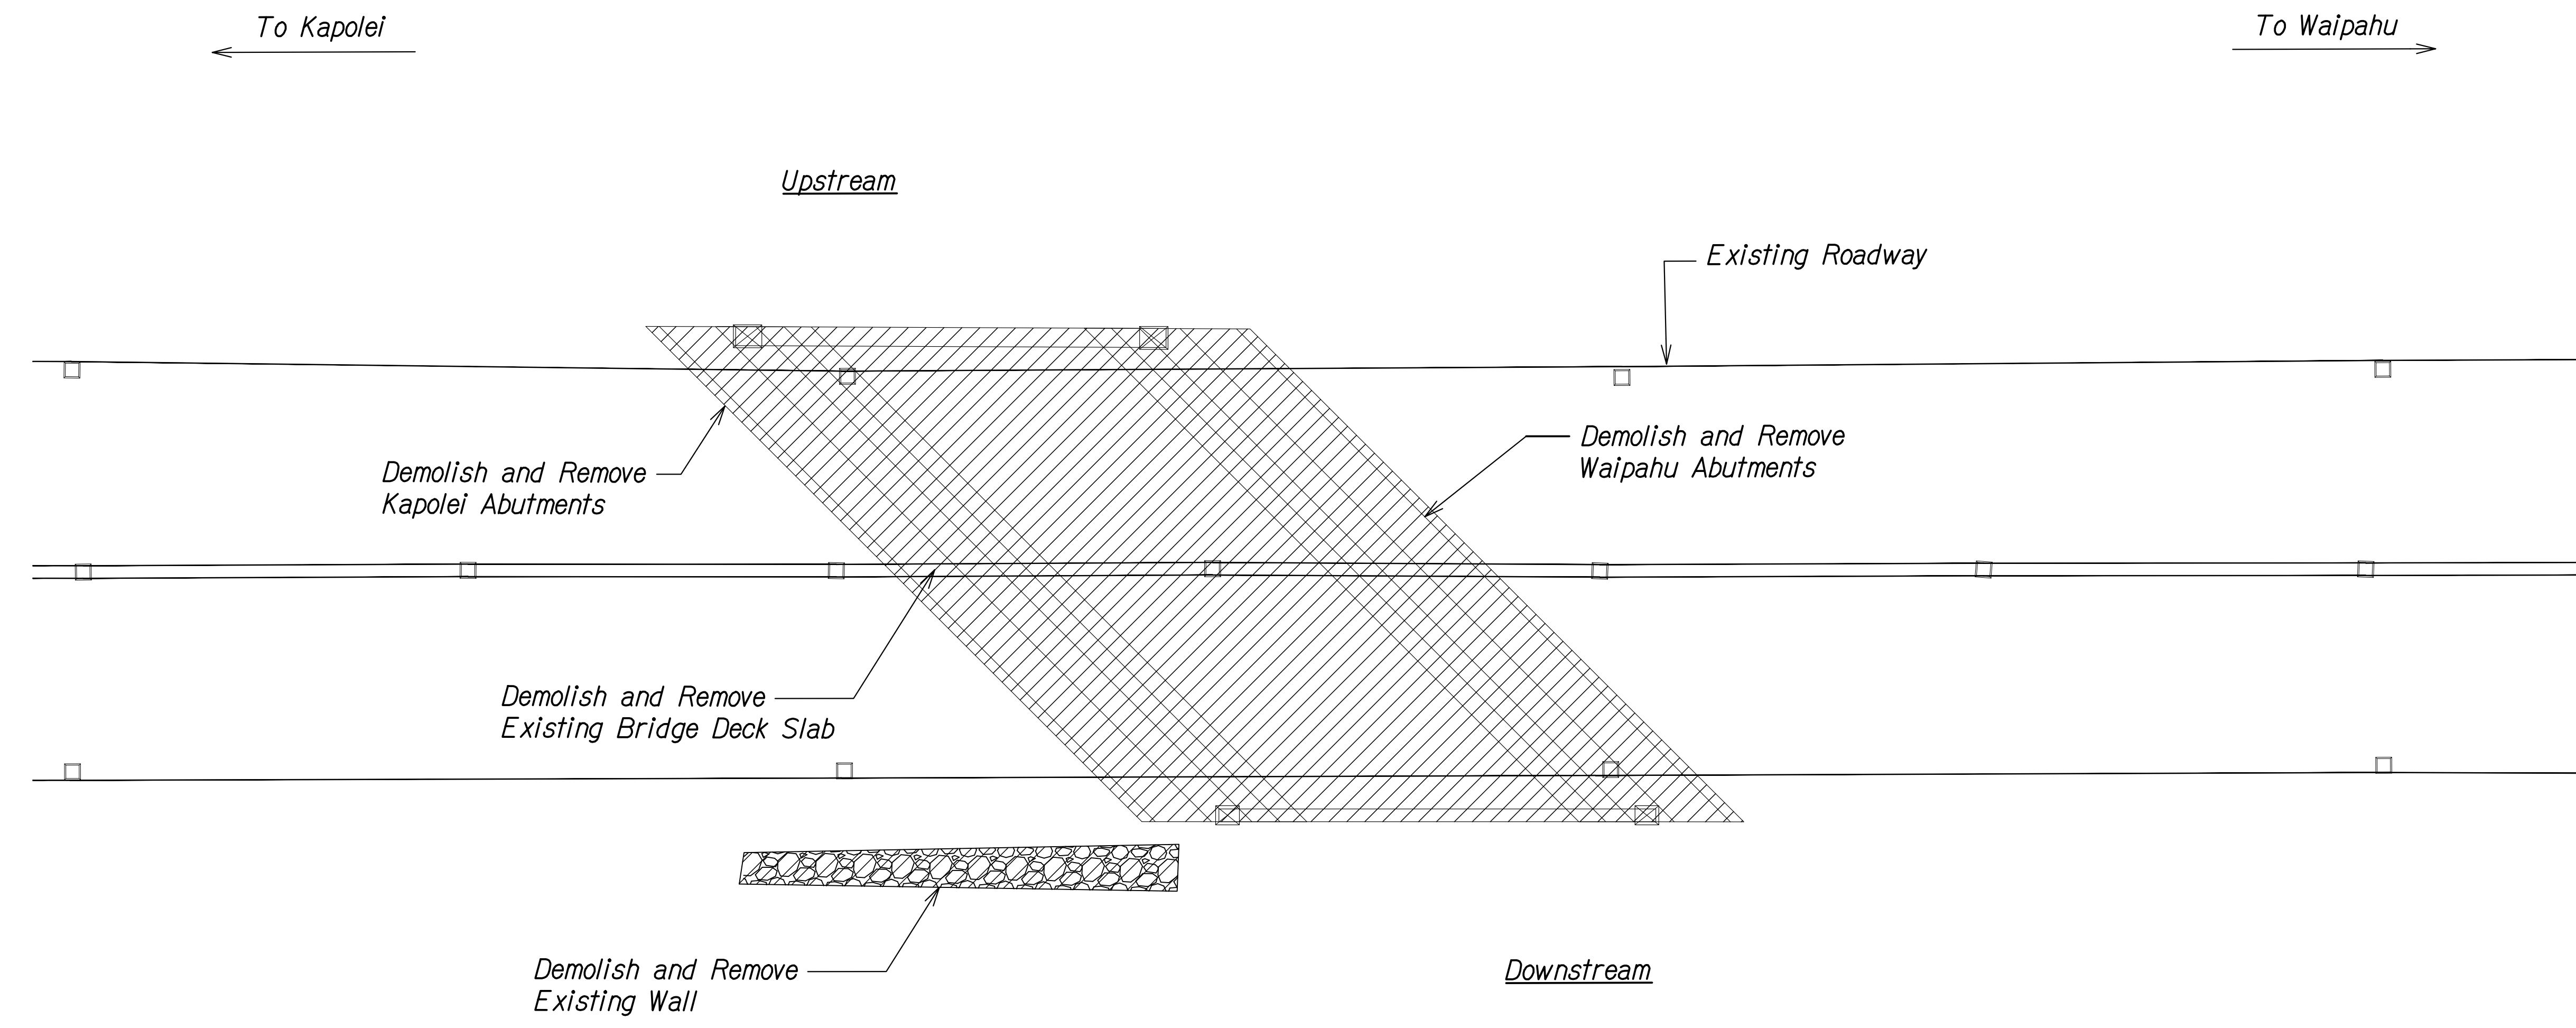 To Kapolei
To Waipahu
Upstream
Existing Roadway
Demolish and Remove
Waipahu Abutments
Demolish and Remove
Kapolei Abutments
Demolish and Remove
Existing Bridge Deck Slab
Demolish and Remove
Existing Wall
Downstream